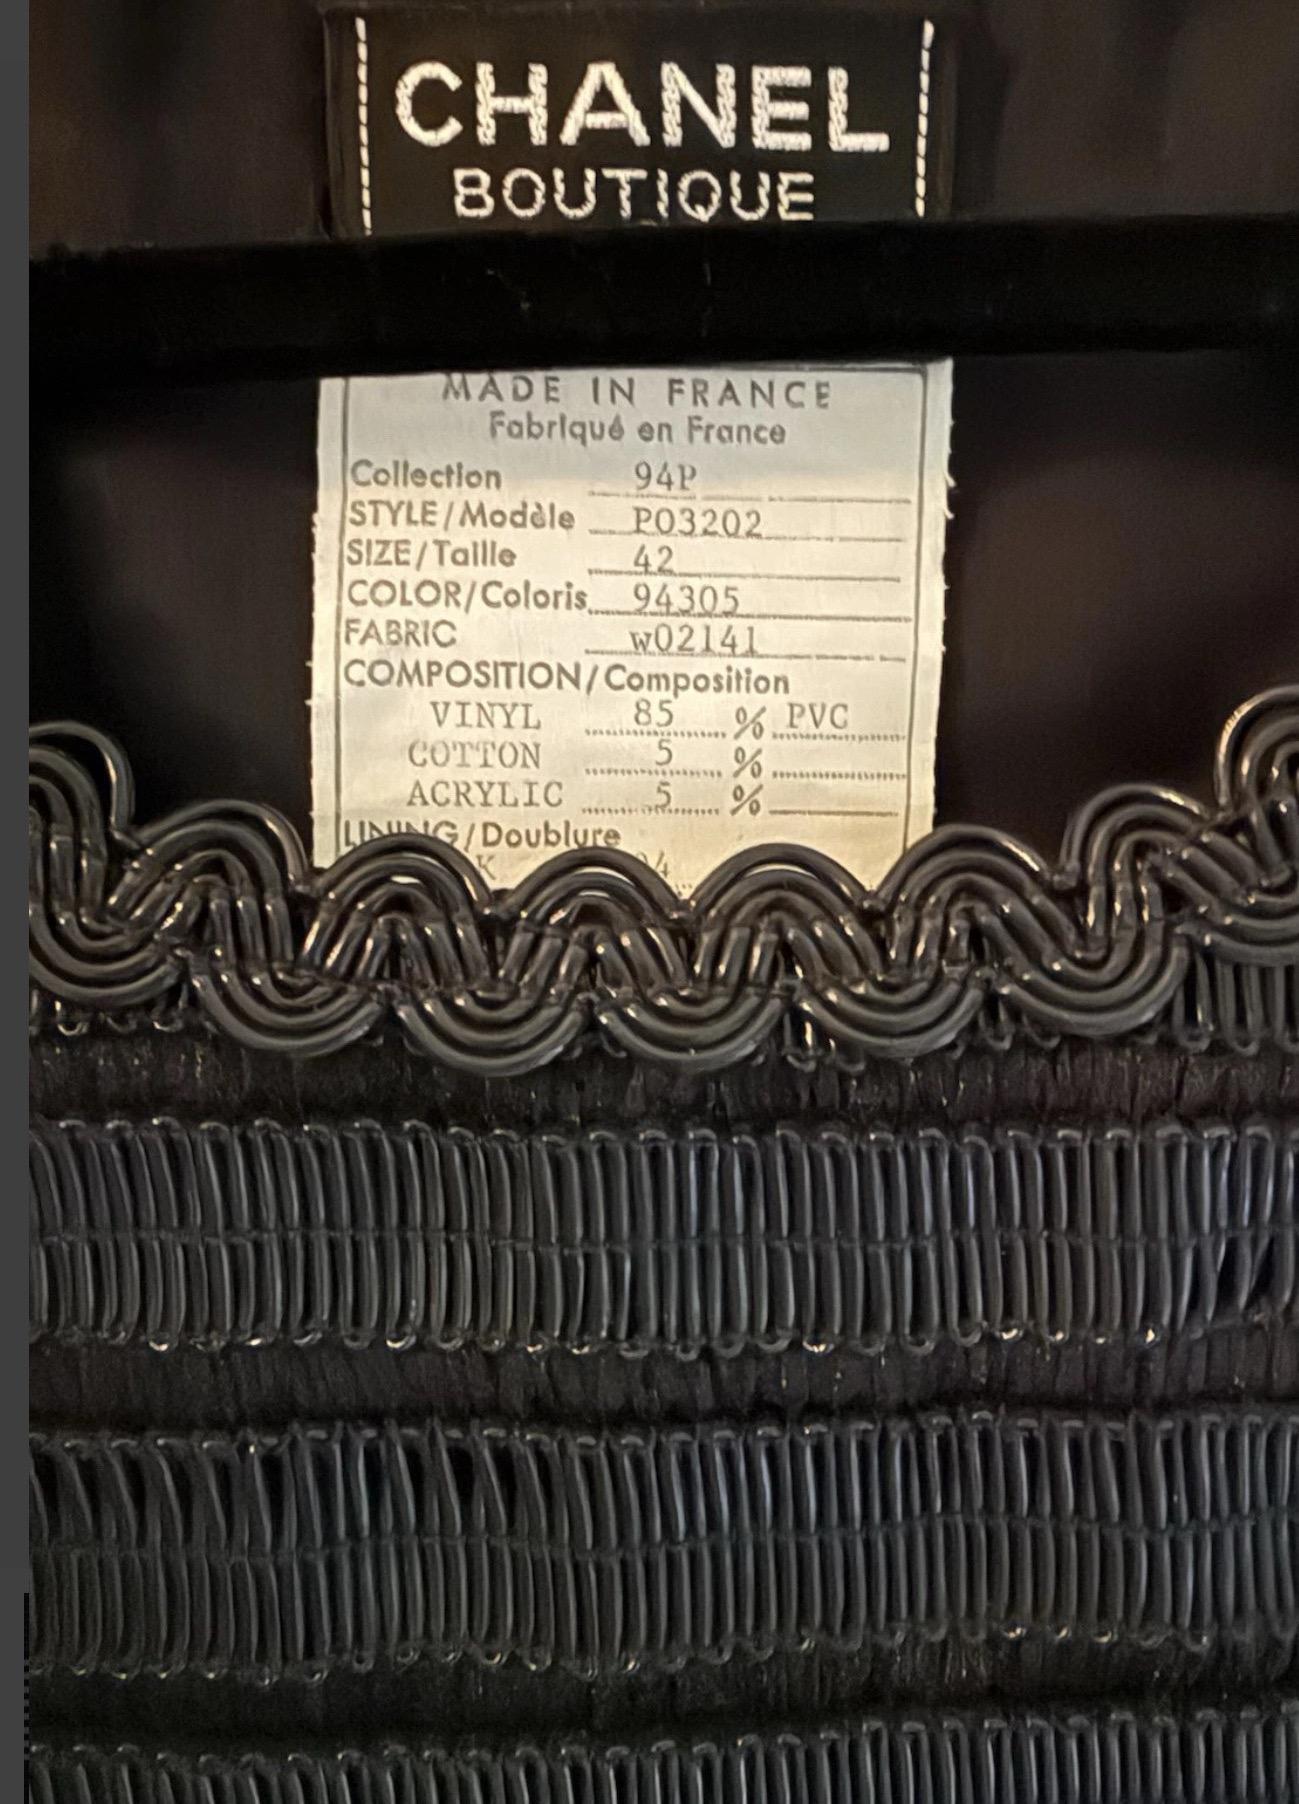 CHANEL
BOUTIQUE
MADE IN FRANCE
Fabriqué en France
Collection 94P
STYLE/Modèle P03202
SIZE/Taille 42
COLOR/Coloris 94305
FABRIC w02141
COMPOSITION/Composition
VINYL 85 % PVC
COTTON 5 %
ACRYLIC 5 %
LINING/Doublure